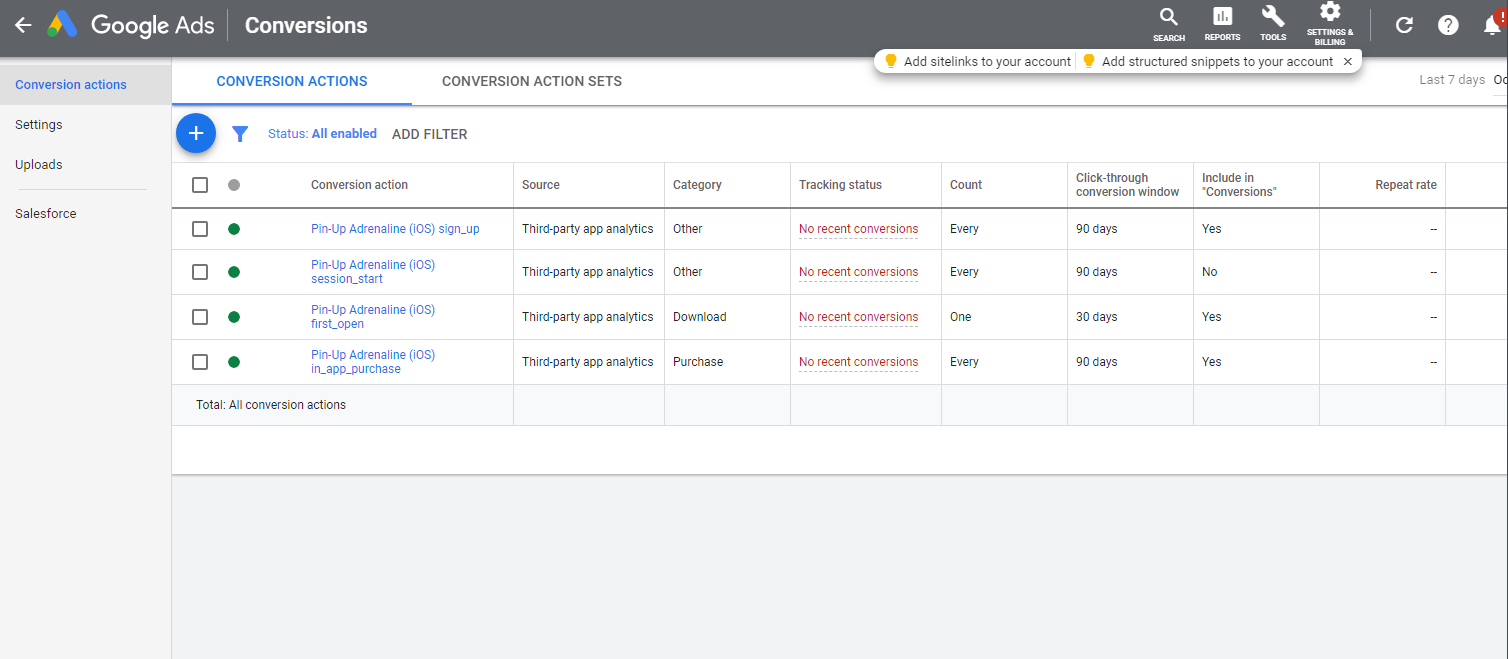 Google Ads
Conversions
SEARCH
REPORTS
TOOLS
SETTINGS &
BILLING
Add sitelinks to your account
Add structured snippets to your account
Conversion actions
Settings
Uploads
Salesforce
CONVERSION ACTIONS
CONVERSION ACTION SETS
Last 7 days
Status: All enabled
ADD FILTER
Conversion action
Source
Category
Tracking status
Count
Click-through
conversion window
Include in
"Conversions"
Repeat rate
Pin-Up Adrenaline (iOS) sign_up
Third-party app analytics
Other
No recent conversions
Every
90 days
Yes
--
Pin-Up Adrenaline (iOS)
session_start
Third-party app analytics
Other
No recent conversions
Every
90 days
No
--
Pin-Up Adrenaline (iOS)
first_open
Third-party app analytics
Download
No recent conversions
One
30 days
Yes
--
Pin-Up Adrenaline (iOS)
in_app_purchase
Third-party app analytics
Purchase
No recent conversions
Every
90 days
Yes
--
Total: All conversion actions